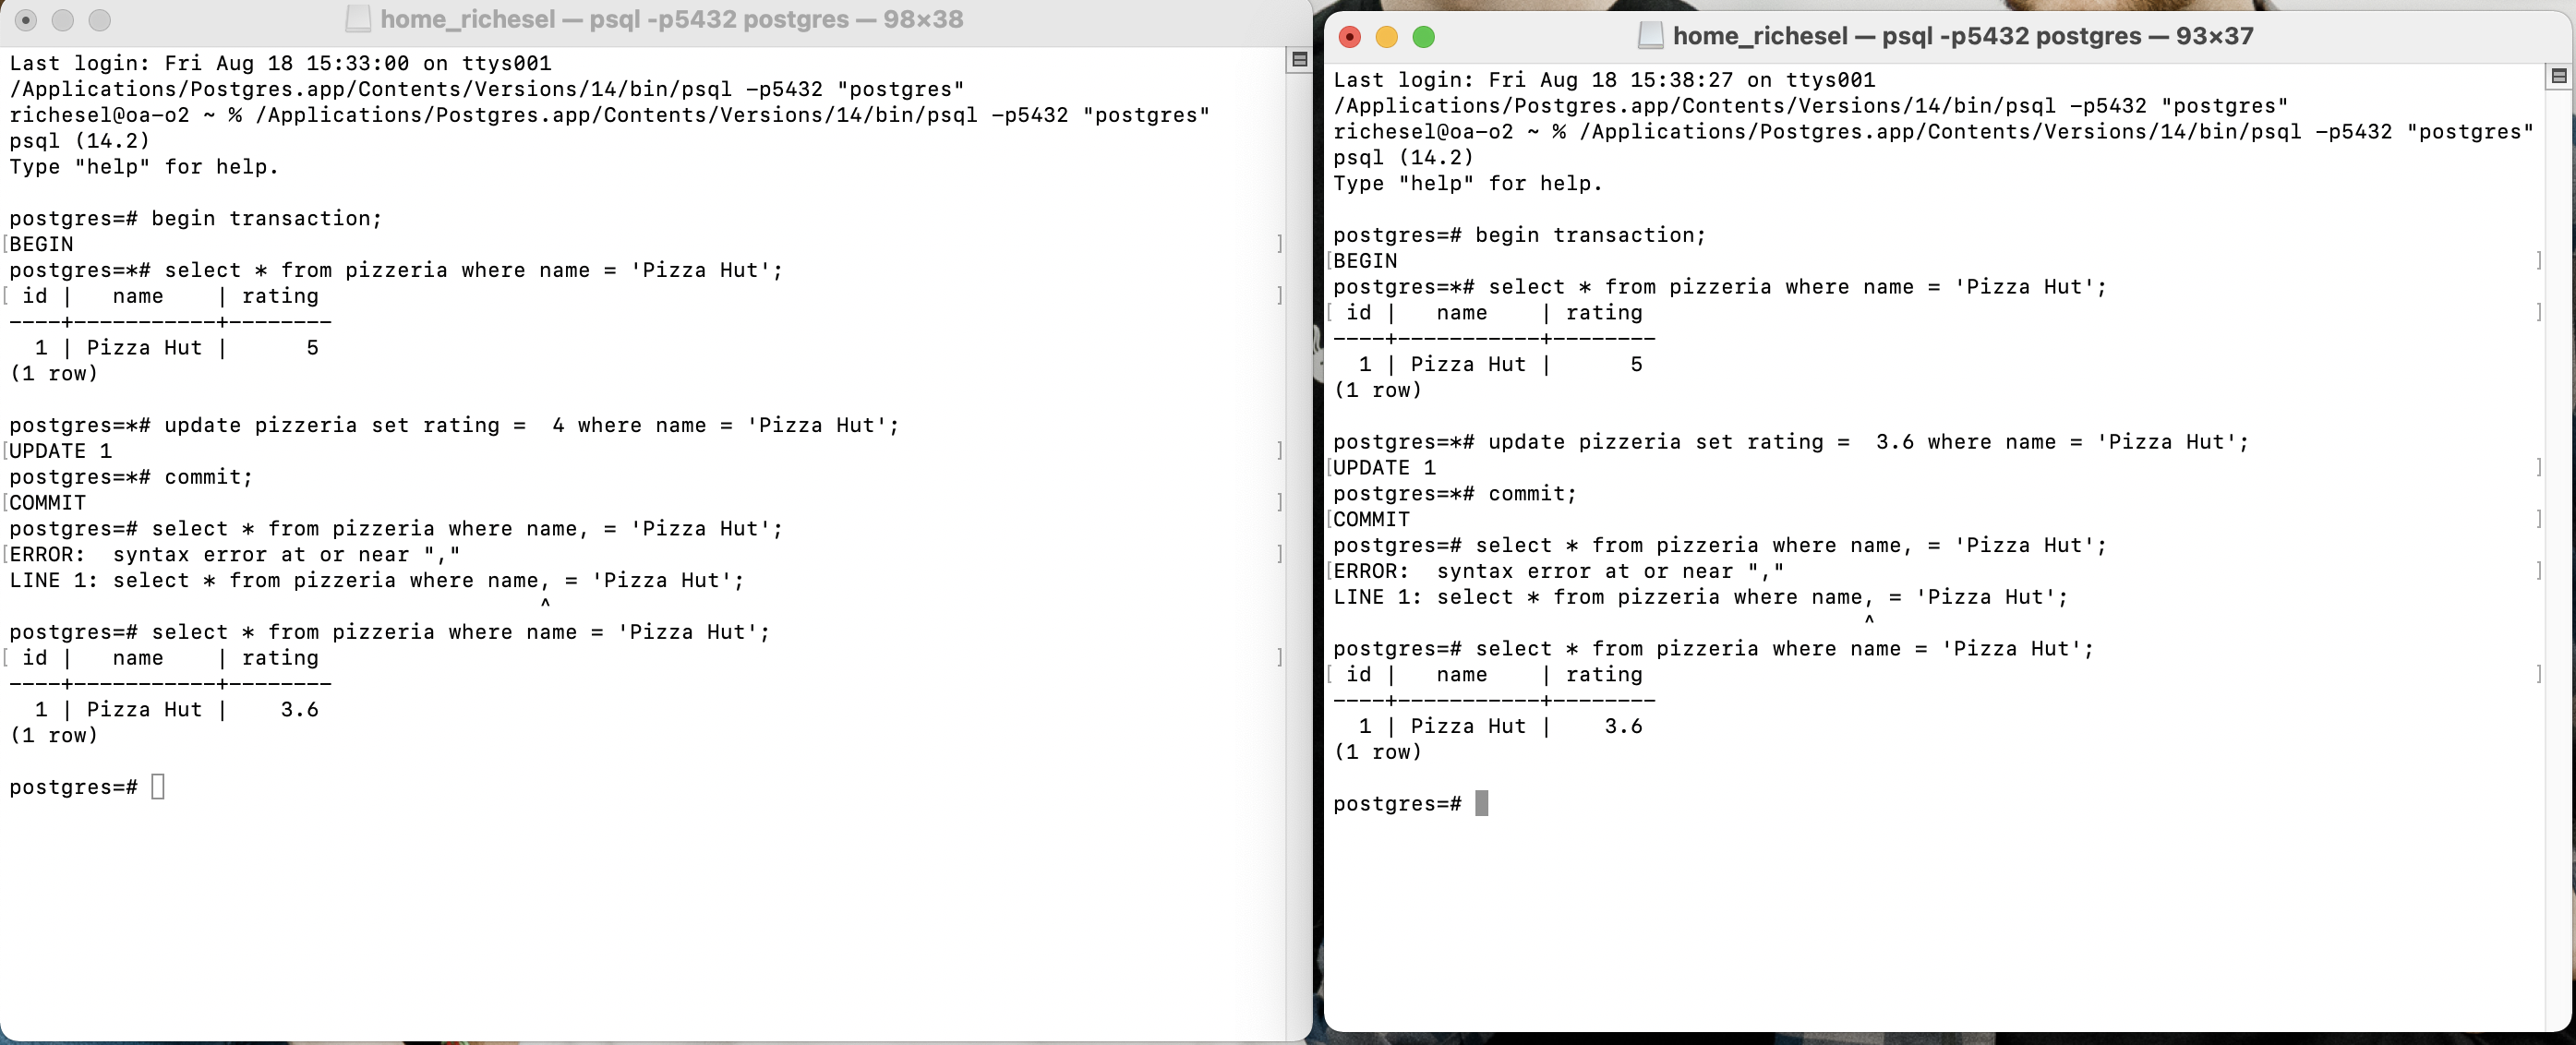 home_richesel — psql -p5432 postgres — 98×38
Last login: Fri Aug 18 15:33:00 on ttys001
/Applications/Postgres.app/Contents/Versions/14/bin/psql -p5432 "postgres"
richesel@oa-o2 ~ % /Applications/Postgres.app/Contents/Versions/14/bin/psql -p5432 "postgres"
psql (14.2)
Type "help" for help.
postgres=# begin transaction;
[BEGIN ]
postgres=*# select * from pizzeria where name = 'Pizza Hut';
[ id |   name    | rating ]
----+-----------+--------
  1 | Pizza Hut |      5
(1 row)
postgres=*# update pizzeria set rating =  4 where name = 'Pizza Hut';
[UPDATE 1 ]
postgres=*# commit;
[COMMIT ]
postgres=# select * from pizzeria where name, = 'Pizza Hut';
[ERROR:  syntax error at or near "," ]
LINE 1: select * from pizzeria where name, = 'Pizza Hut';
^
postgres=# select * from pizzeria where name = 'Pizza Hut';
[ id |   name    | rating ]
----+-----------+--------
  1 | Pizza Hut |    3.6
(1 row)
postgres=#
home_richesel — psql -p5432 postgres — 93×37
Last login: Fri Aug 18 15:38:27 on ttys001
/Applications/Postgres.app/Contents/Versions/14/bin/psql -p5432 "postgres"
richesel@oa-o2 ~ % /Applications/Postgres.app/Contents/Versions/14/bin/psql -p5432 "postgres"
psql (14.2)
Type "help" for help.
postgres=# begin transaction;
[BEGIN ]
postgres=*# select * from pizzeria where name = 'Pizza Hut';
[ id |   name    | rating ]
----+-----------+--------
  1 | Pizza Hut |      5
(1 row)
postgres=*# update pizzeria set rating =  3.6 where name = 'Pizza Hut';
[UPDATE 1 ]
postgres=*# commit;
[COMMIT ]
postgres=# select * from pizzeria where name, = 'Pizza Hut';
[ERROR:  syntax error at or near "," ]
LINE 1: select * from pizzeria where name, = 'Pizza Hut';
^
postgres=# select * from pizzeria where name = 'Pizza Hut';
[ id |   name    | rating ]
----+-----------+--------
  1 | Pizza Hut |    3.6
(1 row)
postgres=#